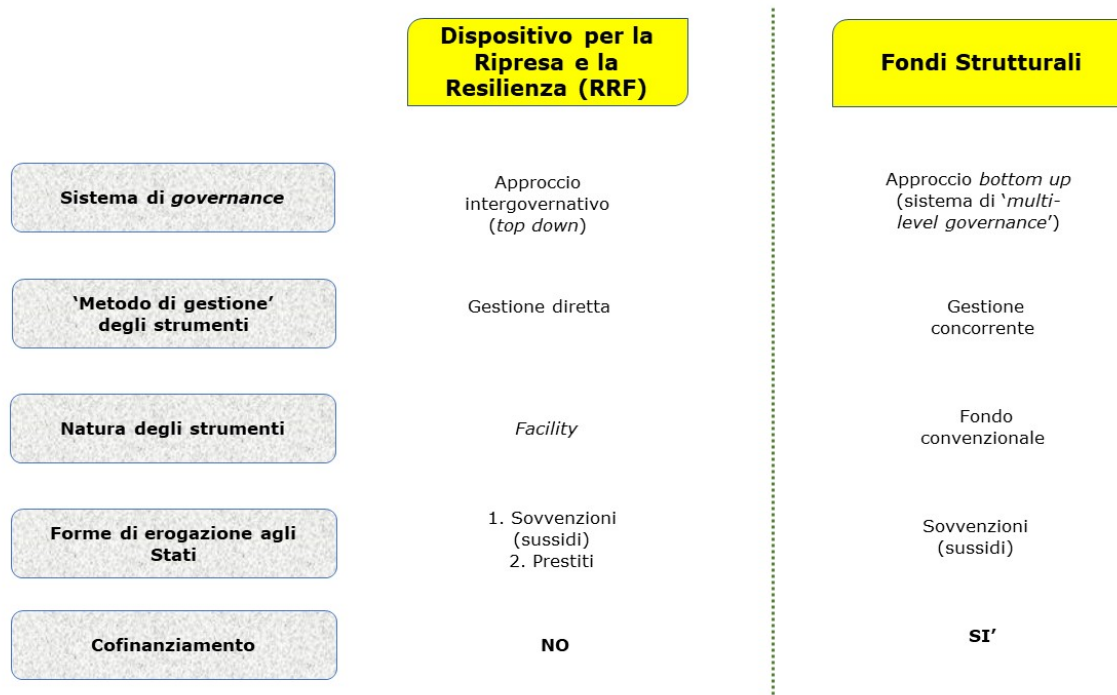 Dispositivo per la
Ripresa e la
Resilienza (RRF)
Fondi Strutturali
Sistema di governance
Approccio
intergovernativo
(top down)
Approccio bottom up
(sistema di ‘multi-
level governance’)
‘Metodo di gestione’
degli strumenti
Gestione diretta
Gestione
concorrente
Natura degli strumenti
Facility
Fondo
convenzionale
Forme di erogazione agli
Stati
1. Sovvenzioni
(sussidi)
2. Prestiti
Sovvenzioni
(sussidi)
Cofinanziamento
NO
SI’